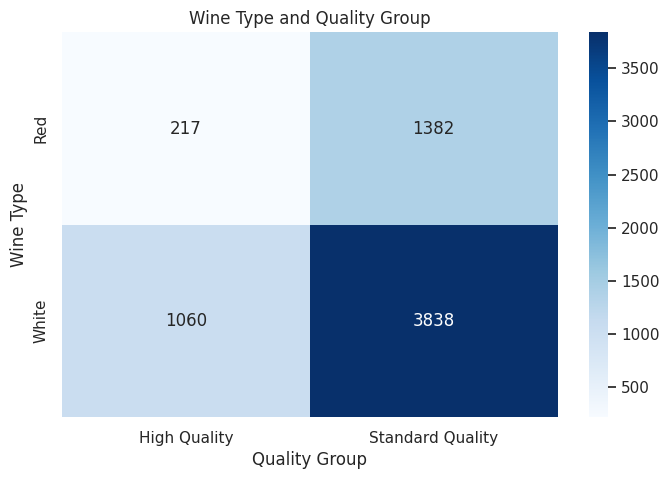 Wine Type and Quality Group
Wine Type
Red
White
217
1382
1060
3838
High Quality
Standard Quality
Quality Group
3500
3000
2500
2000
1500
1000
500